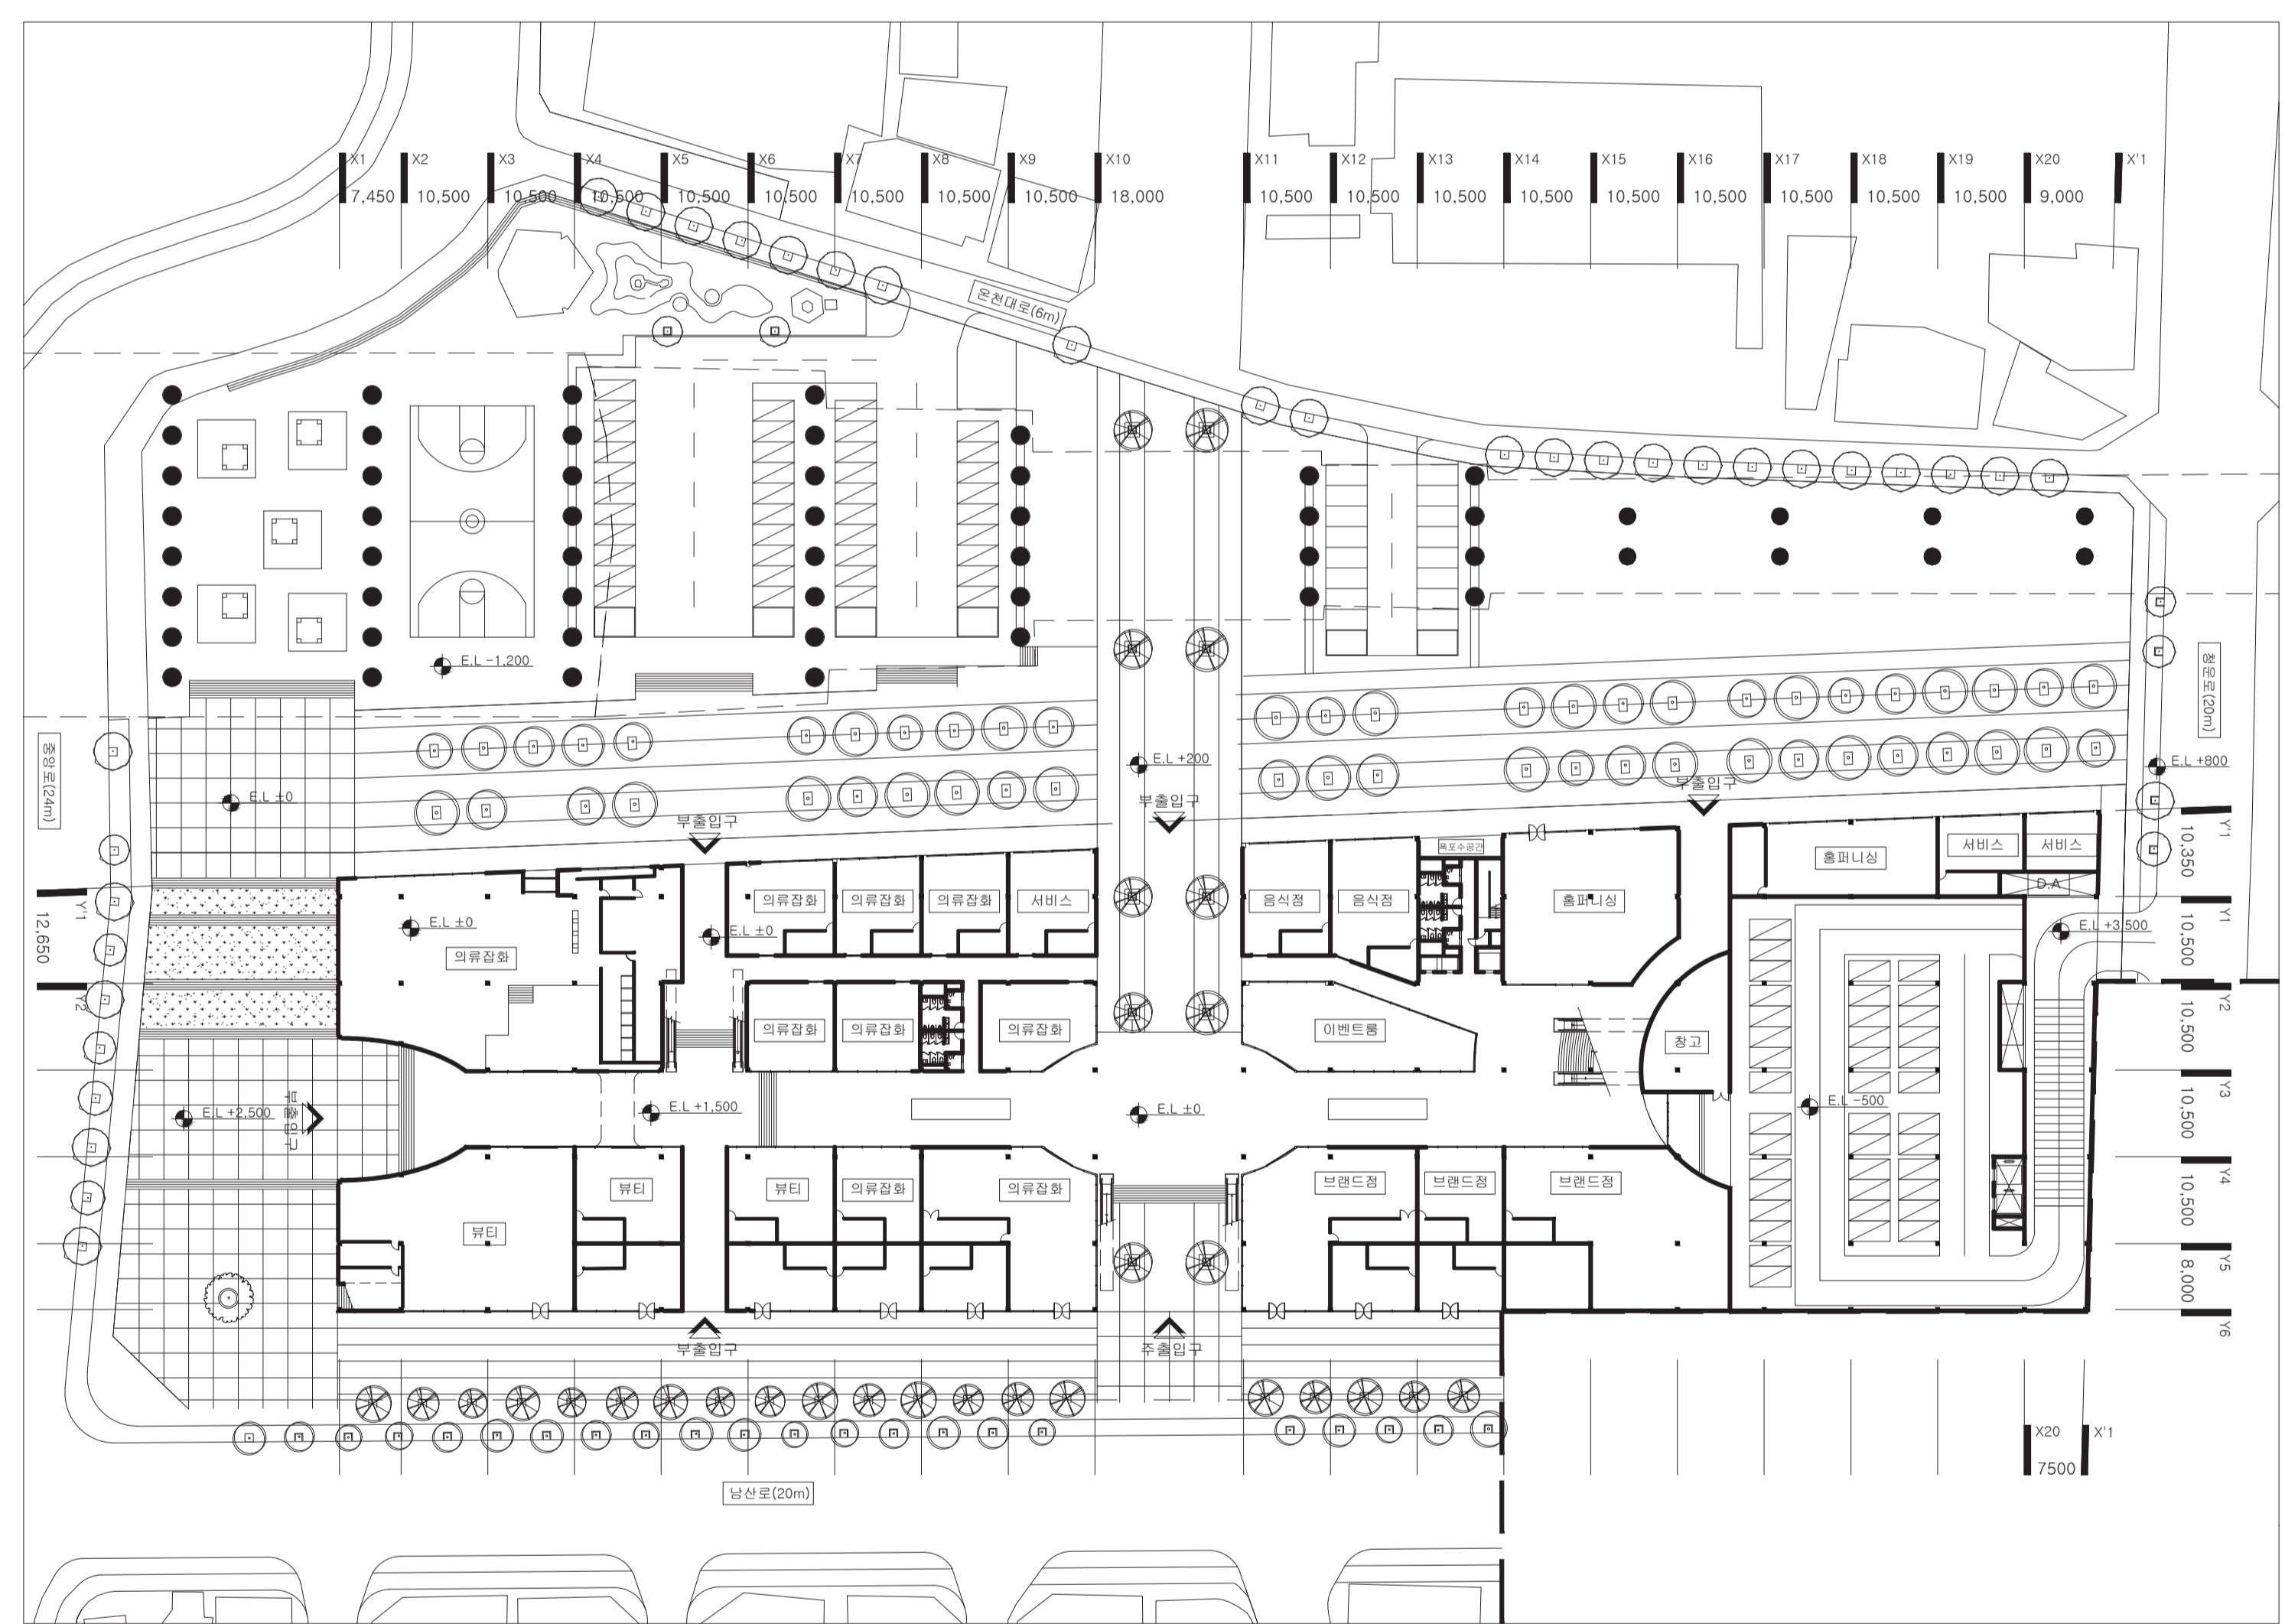 X1 X2 X3 X4 X5 X6 X7 X8 X9 X10 X11 X12 X13 X14 X15 X16 X17 X18 X19 X20 X'1
7,450 10,500 10,500 10,500 10,500 10,500 10,500 10,500 10,500 18,000 10,500 10,500 10,500 10,500 10,500 10,500 10,500 10,500 10,500 9,000
온천대로(6m)
E.L -1,200
청운로(20m)
중앙로(24m)
E.L +200
E.L +800
E.L ±0
부출입구
부출입구
부출입구
Y'1
10,350
폭포수공간
홈퍼니싱
서비스
서비스
D.A
Y'1
12,650
Y2
의류잡화
의류잡화
의류잡화
서비스
음식점
음식점
홈퍼니싱
Y1
E.L ±0
E.L ±0
E.L +3,500
의류잡화
10,500
Y2
의류잡화
의류잡화
의류잡화
이벤트룸
창고
10,500
Y3
E.L +2,500
부출입구
E.L +1,500
E.L ±0
E.L -500
10,500
Y4
뷰티
뷰티
의류잡화
의류잡화
브랜드점
브랜드점
브랜드점
10,500
뷰티
Y5
8,000
Y6
부출입구
주출입구
X20 X'1
7500
남산로(20m)